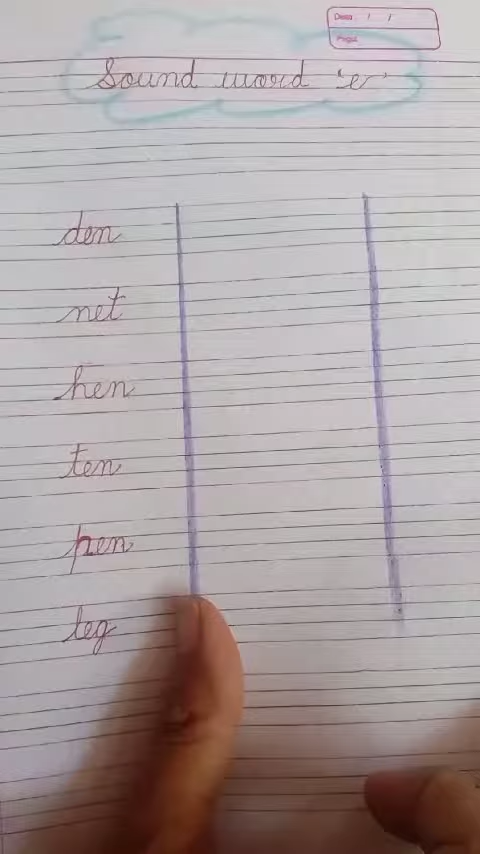 Date: / /
Page:
Sound word 'e'
den
net
hen
ten
pen
leg